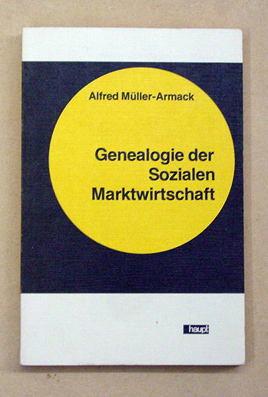 Alfred Müller-Armack
Genealogie der
Sozialen
Marktwirtschaft
haupt